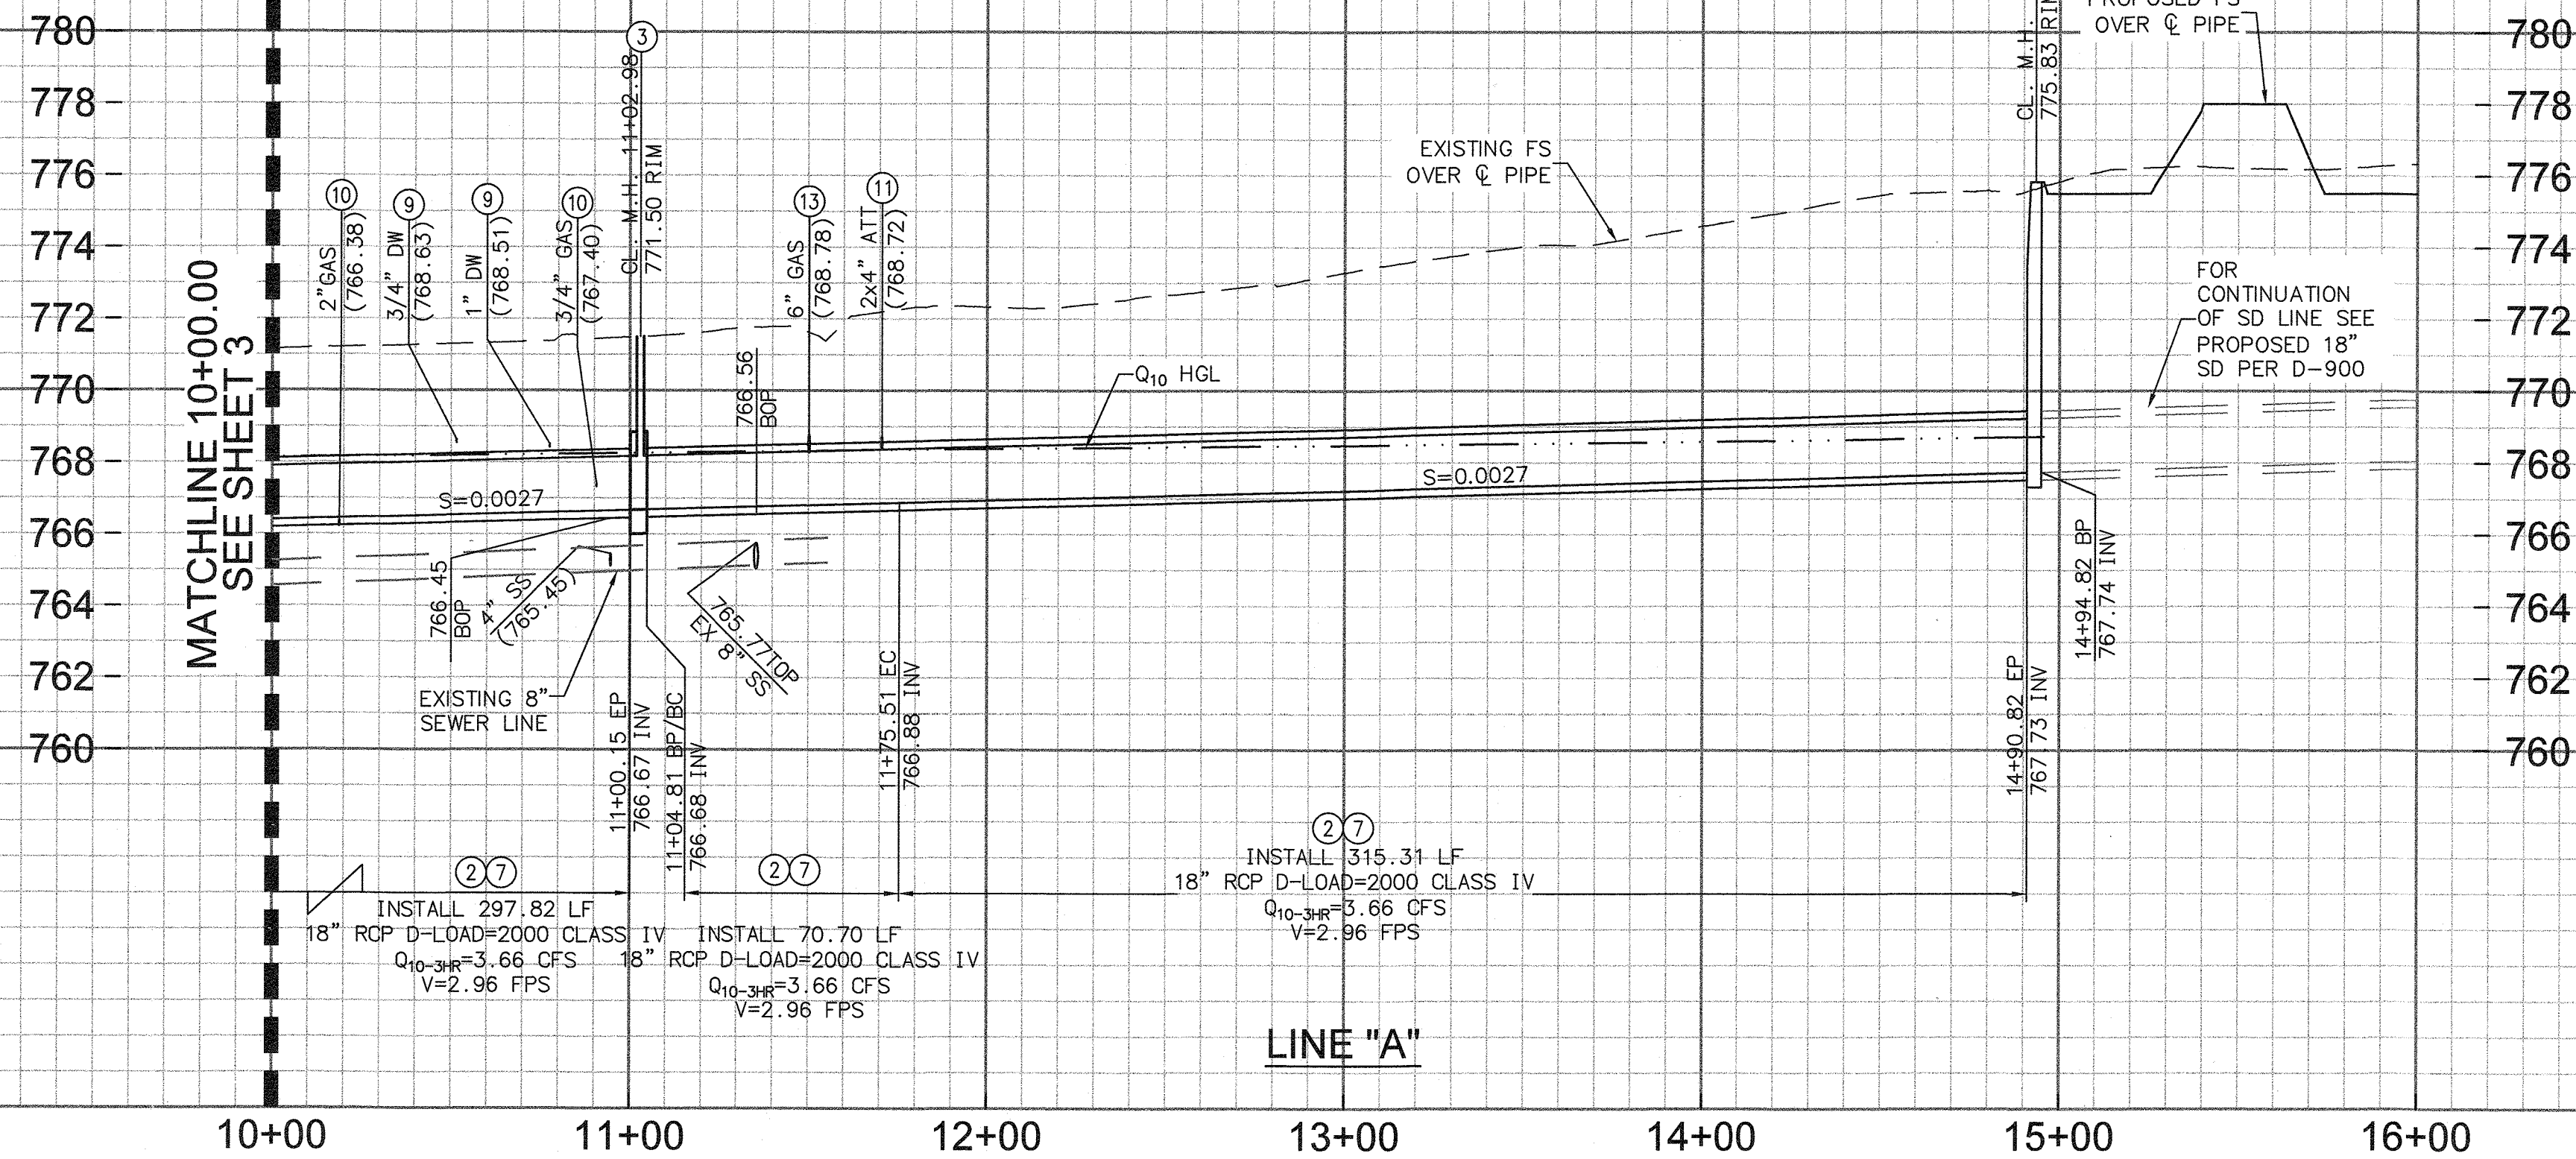 780
778
776
774
772
770
768
766
764
762
760
780
778
776
774
772
770
768
766
764
762
760
MATCHLINE 10+00.00
SEE SHEET 3
10
2" GAS
(766.38)
9
3/4" DW
(768.63)
9
1" DW
(768.51)
10
3/4" GAS
(767.40)
3
CL. M.H. 11+02.98
771.50 RIM
13
6" GAS
(768.78)
11
2x4" ATT
(768.72)
766.56
BOP
EXISTING FS
OVER ℄ PIPE
Q10 HGL
CL. M.H.
775.83 RIM
PROPOSED FS
OVER ℄ PIPE
FOR
CONTINUATION
OF SD LINE SEE
PROPOSED 18"
SD PER D-900
S=0.0027
S=0.0027
766.45
BOP
4" SS
(765.45)
EXISTING 8"
SEWER LINE
765.77TOP
EX 8" SS
11+00.15 EP
766.67 INV
11+04.81 BP/BC
766.68 INV
11+75.51 EC
766.88 INV
14+90.82 EP
767.73 INV
14+94.82 BP
767.74 INV
2 7
INSTALL 297.82 LF
18" RCP D-LOAD=2000 CLASS IV
Q10-3HR=3.66 CFS
V=2.96 FPS
2 7
INSTALL 70.70 LF
18" RCP D-LOAD=2000 CLASS IV
Q10-3HR=3.66 CFS
V=2.96 FPS
2 7
INSTALL 315.31 LF
18" RCP D-LOAD=2000 CLASS IV
Q10-3HR=3.66 CFS
V=2.96 FPS
LINE "A"
10+00 11+00 12+00 13+00 14+00 15+00 16+00